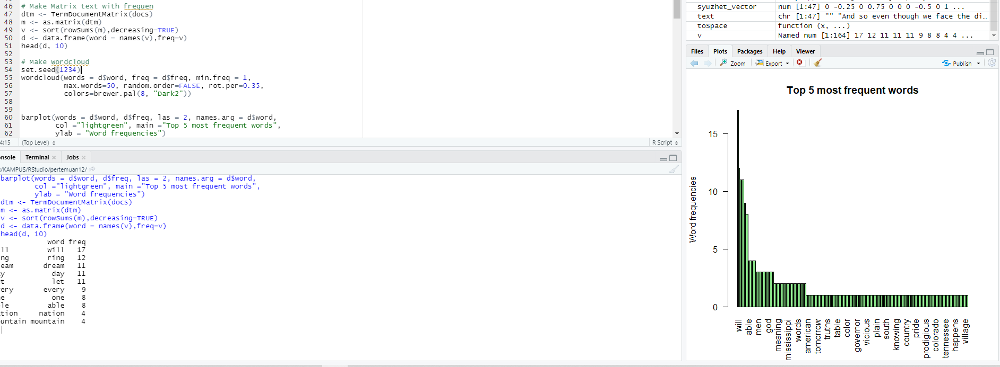 46 # Make Matrix text with frequen
47 dtm <- TermDocumentMatrix(docs)
48 m <- as.matrix(dtm)
49 v <- sort(rowSums(m),decreasing=TRUE)
50 d <- data.frame(word = names(v),freq=v)
51 head(d, 10)
52
53 # Make Wordcloud
54 set.seed(1234)
55 wordcloud(words = d$word, freq = d$freq, min.freq = 1,
56 max.words=50, random.order=FALSE, rot.per=0.35,
57 colors=brewer.pal(8, "Dark2"))
58
59
60 barplot(words = d$word, d$freq, las = 2, names.arg = d$word,
61 col ="lightgreen", main ="Top 5 most frequent words",
62 ylab = "Word frequencies")
4:15 (Top Level) R Script
nsole Terminal Jobs
/KAMPUS/RStudio/pertemuan12/
barplot(words = d$word, d$freq, las = 2, names.arg = d$word,
col ="lightgreen", main ="Top 5 most frequent words",
ylab = "Word frequencies")
dtm <- TermDocumentMatrix(docs)
m <- as.matrix(dtm)
v <- sort(rowSums(m),decreasing=TRUE)
d <- data.frame(word = names(v),freq=v)
head(d, 10)
word freq
ll will 17
ng ring 12
eam dream 11
y day 11
t let 11
ery every 9
e one 8
le able 8
tion nation 4
untain mountain 4
syuzhet_vector num [1:47] 0 -0.25 0 0.75 0 0 0 -0.5 0 1 ...
text chr [1:47] "" "And so even though we face the di…
toSpace function (x, ...)
v Named num [1:164] 17 12 11 11 11 9 8 8 4 4 ...
Files Plots Packages Help Viewer
Zoom Export Publish
Top 5 most frequent words
Word frequencies
15
10
5
0
will
able
men
god
meaning
mississippi
words
american
tomorrow
truths
table
color
governor
vicious
plain
south
knowing
country
pride
prodigious
colorado
tennessee
happens
village